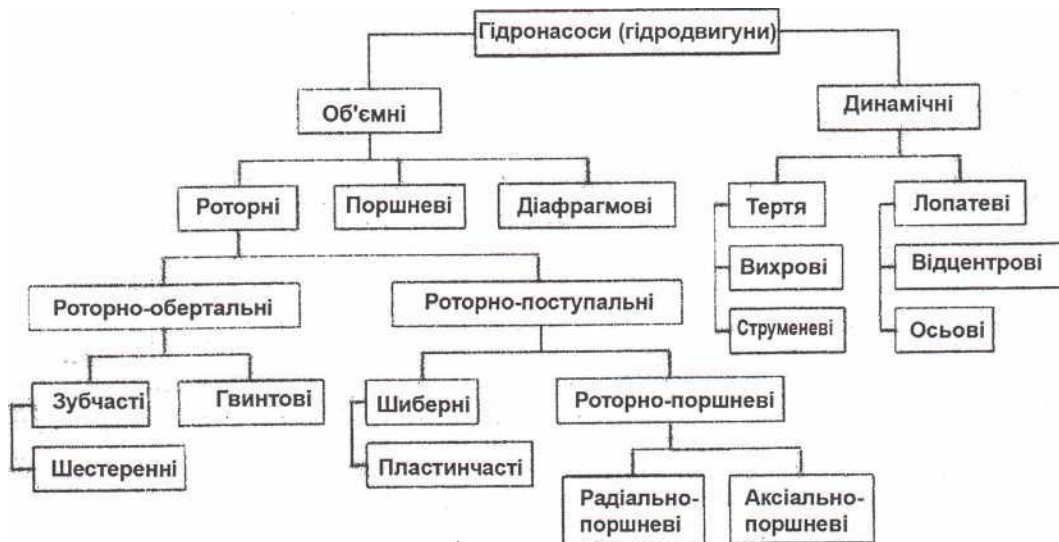 Гідронасоси (гідродвигуни)
Об'ємні
Динамічні
Роторні
Поршневі
Діафрагмові
Тертя
Лопатеві
Вихрові
Відцентрові
Роторно-обертальні
Роторно-поступальні
Струменеві
Осьові
Зубчасті
Гвинтові
Шиберні
Роторно-поршневі
Шестеренні
Пластинчасті
Радіально-
поршневі
Аксіально-
поршневі